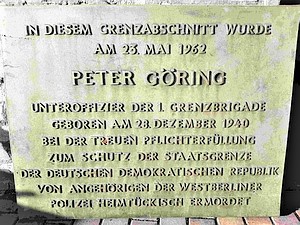 IN DIESEM GRENZABSCHNITT WURDE
AM 23. MAI 1962
PETER GÖRING
UNTEROFFIZIER DER 1. GRENZBRIGADE
GEBOREN AM 28. DEZEMBER 1940
BEI DER TREUEN PFLICHTERFÜLLUNG
ZUM SCHUTZ DER STAATSGRENZE
DER DEUTSCHEN DEMOKRATISCHEN REPUBLIK
VON ANGEHÖRIGEN DER WESTBERLINER
POLIZEI HEIMTÜCKISCH ERMORDET